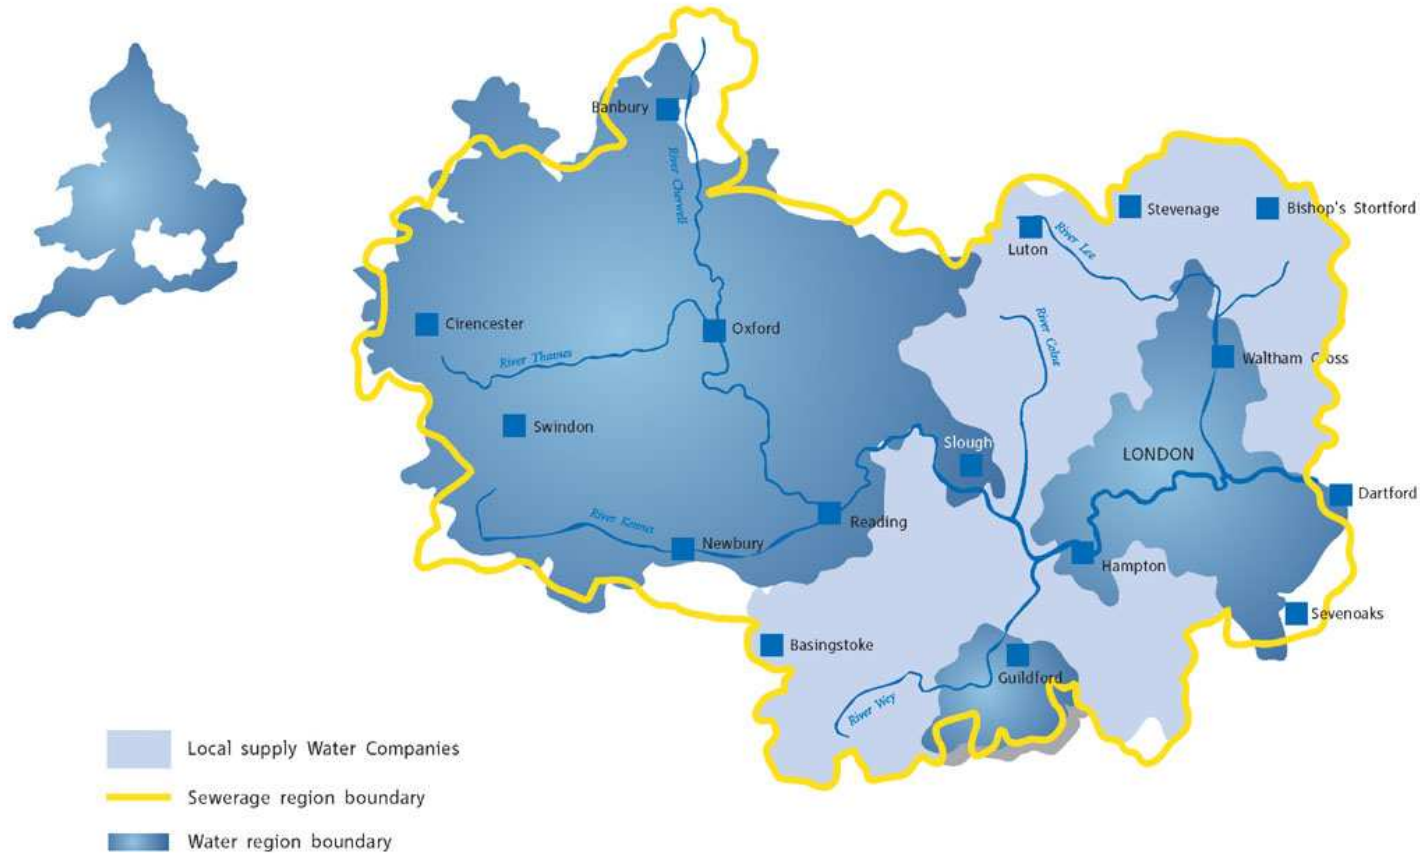 Banbury
River Cherwell
Stevenage
Bishop's Stortford
Luton
River Lee
Cirencester
River Thames
Oxford
River Colne
Waltham Cross
Swindon
Slough
LONDON
Dartford
River Kennet
Reading
Newbury
Hampton
Sevenoaks
Basingstoke
Guildford
River Wey
Local supply Water Companies
Sewerage region boundary
Water region boundary